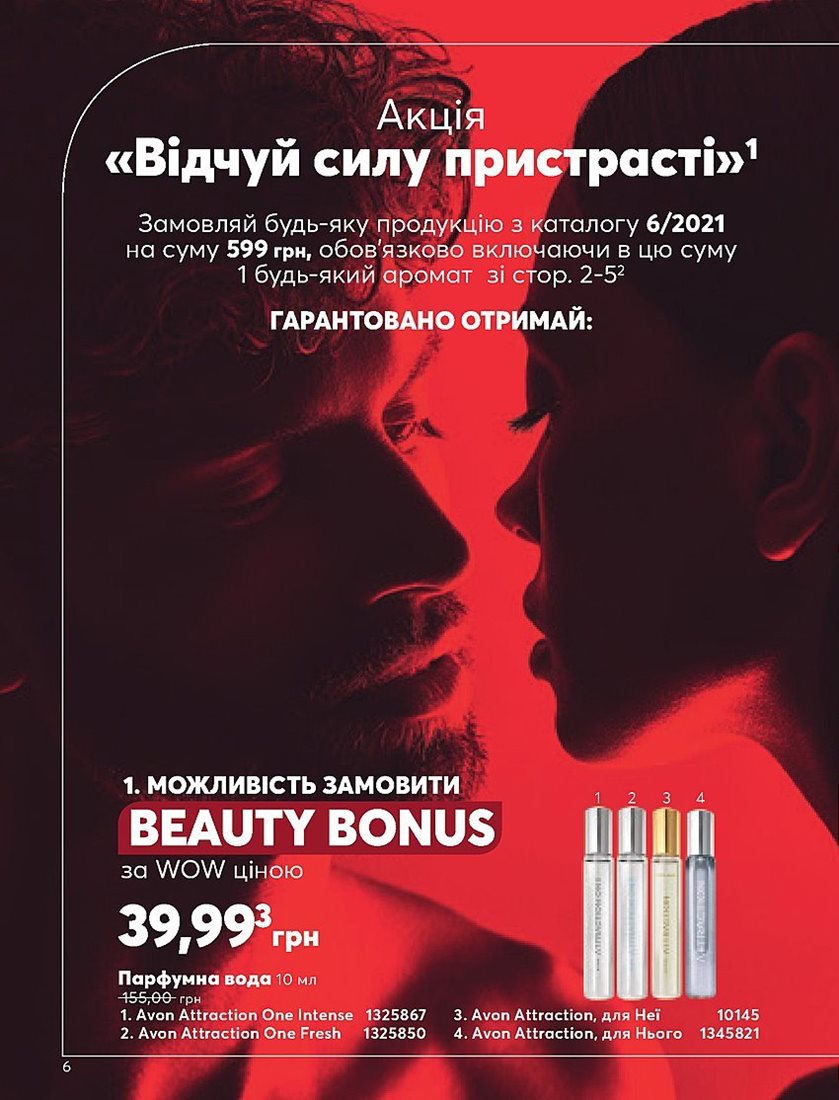 Акція
«Відчуй силу пристрасті»¹
Замовляй будь-яку продукцію з каталогу 6/2021
на суму 599 грн, обов'язково включаючи в цю суму
1 будь-який аромат зі стор. 2-5²
ГАРАНТОВАНО ОТРИМАЙ:
1. МОЖЛИВІСТЬ ЗАМОВИТИ
BEAUTY BONUS
за WOW ціною
39,99³ грн
1 2 3 4
Парфумна вода 10 мл
155,00 грн
1. Avon Attraction One Intense 1325867
2. Avon Attraction One Fresh 1325850
3. Avon Attraction, для Неї 10145
4. Avon Attraction, для Нього 1345821
6